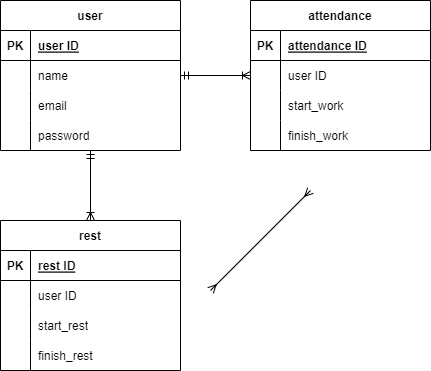 user
PK user ID
name
email
password
attendance
PK attendance ID
user ID
start_work
finish_work
rest
PK rest ID
user ID
start_rest
finish_rest